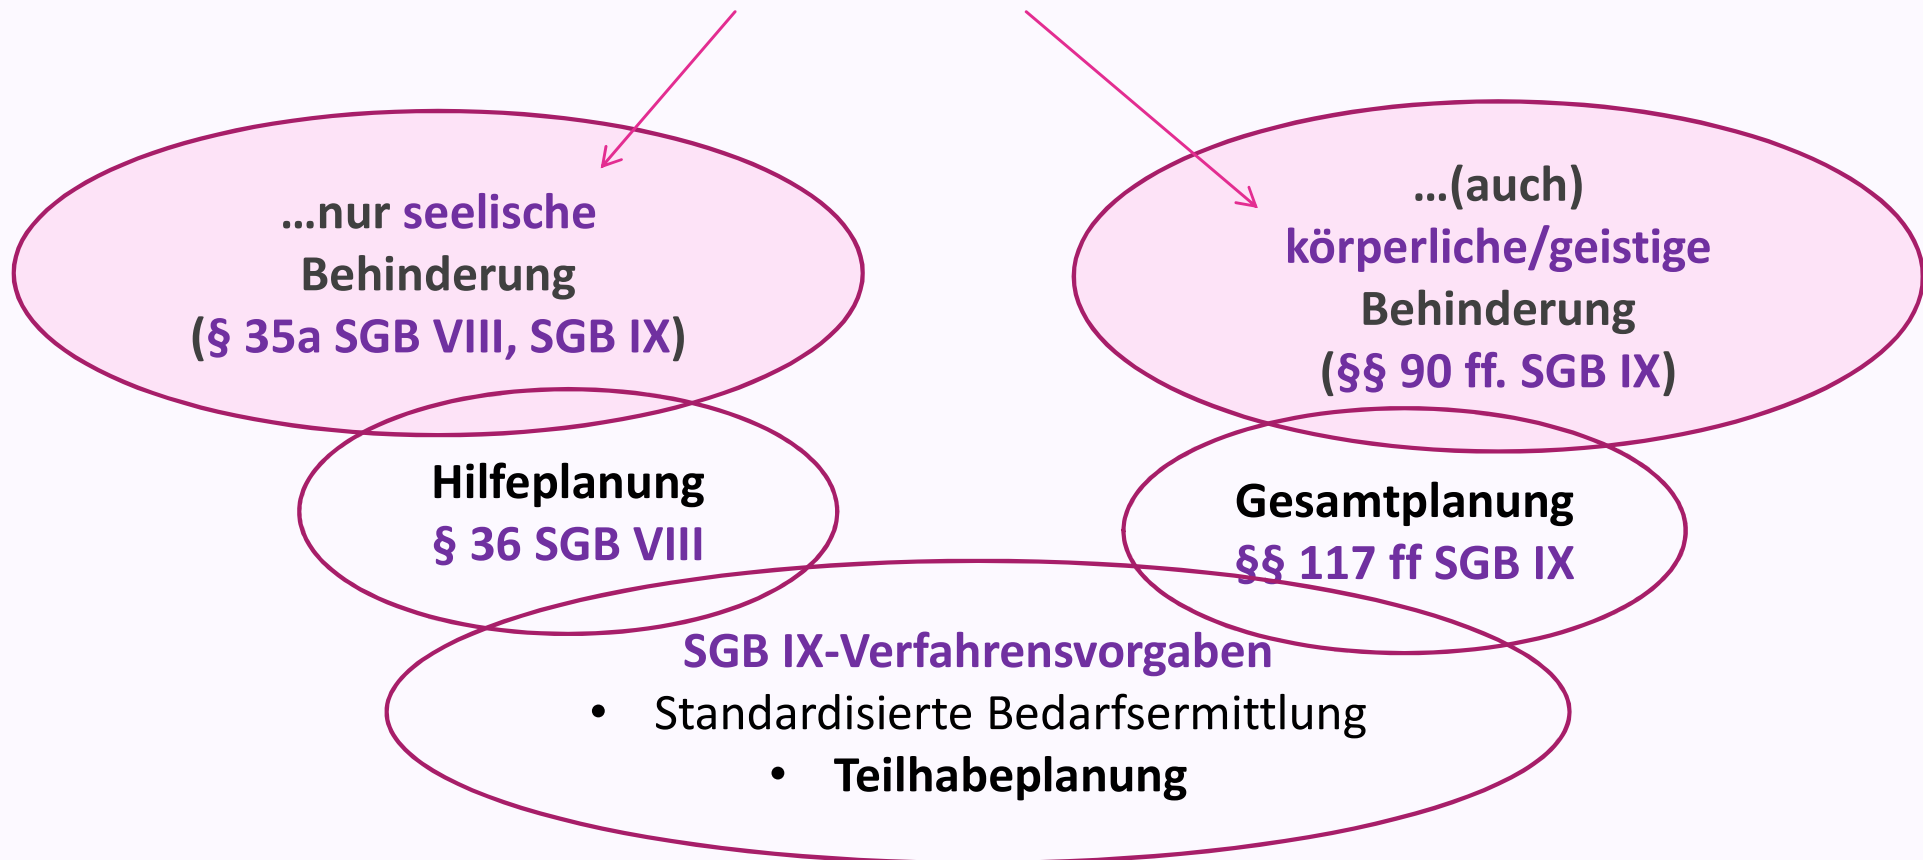 …nur seelische
Behinderung
(§ 35a SGB VIII, SGB IX)
…(auch)
körperliche/geistige
Behinderung
(§§ 90 ff. SGB IX)
Hilfeplanung
§ 36 SGB VIII
Gesamtplanung
§§ 117 ff SGB IX
SGB IX-Verfahrensvorgaben
• Standardisierte Bedarfsermittlung
• Teilhabeplanung